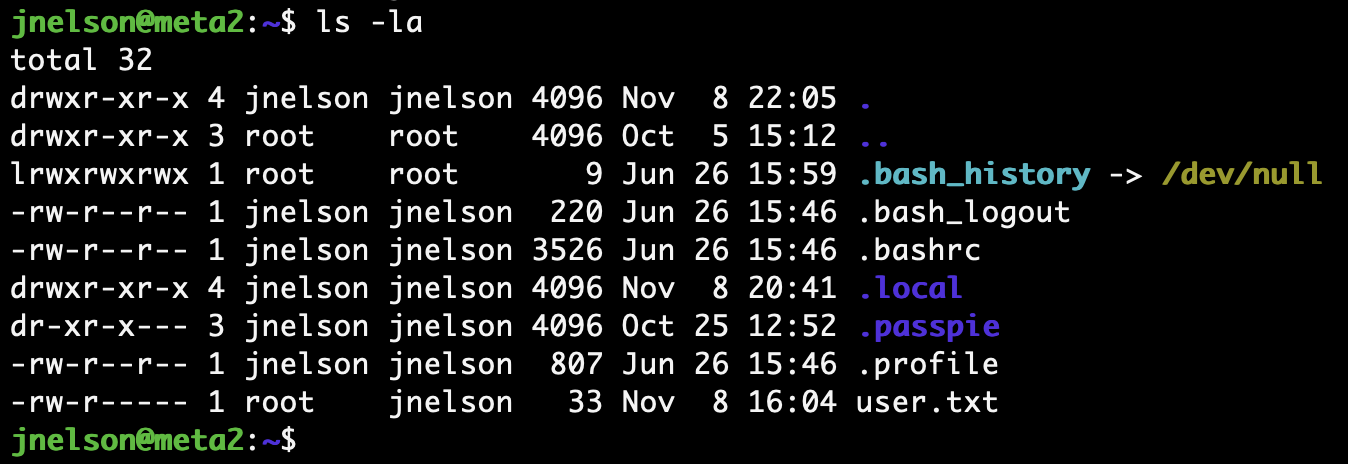 jnelson@meta2:~$ ls -la
total 32
drwxr-xr-x 4 jnelson jnelson 4096 Nov  8 22:05 .
drwxr-xr-x 3 root    root    4096 Oct  5 15:12 ..
lrwxrwxrwx 1 root    root       9 Jun 26 15:59 .bash_history -> /dev/null
-rw-r--r-- 1 jnelson jnelson  220 Jun 26 15:46 .bash_logout
-rw-r--r-- 1 jnelson jnelson 3526 Jun 26 15:46 .bashrc
drwxr-xr-x 4 jnelson jnelson 4096 Nov  8 20:41 .local
dr-xr-x--- 3 jnelson jnelson 4096 Oct 25 12:52 .passpie
-rw-r--r-- 1 jnelson jnelson  807 Jun 26 15:46 .profile
-rw-r----- 1 root    jnelson   33 Nov  8 16:04 user.txt
jnelson@meta2:~$